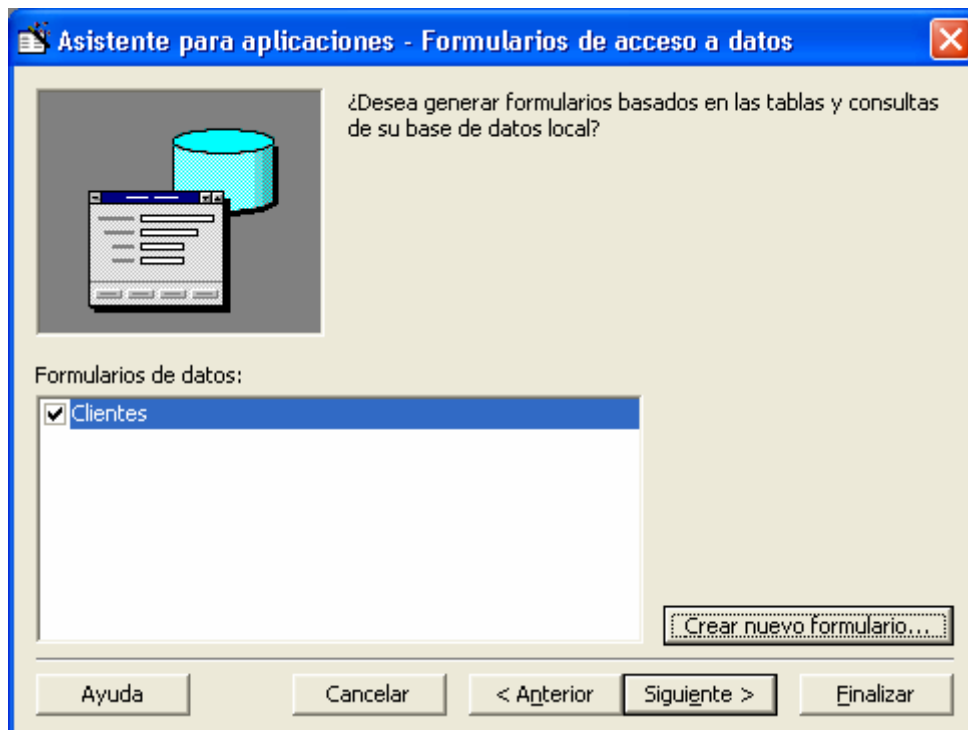 Asistente para aplicaciones - Formularios de acceso a datos
¿Desea generar formularios basados en las tablas y consultas
de su base de datos local?
Formularios de datos:
Clientes
Crear nuevo formulario...
Ayuda
Cancelar
< Anterior
Siguiente >
Finalizar